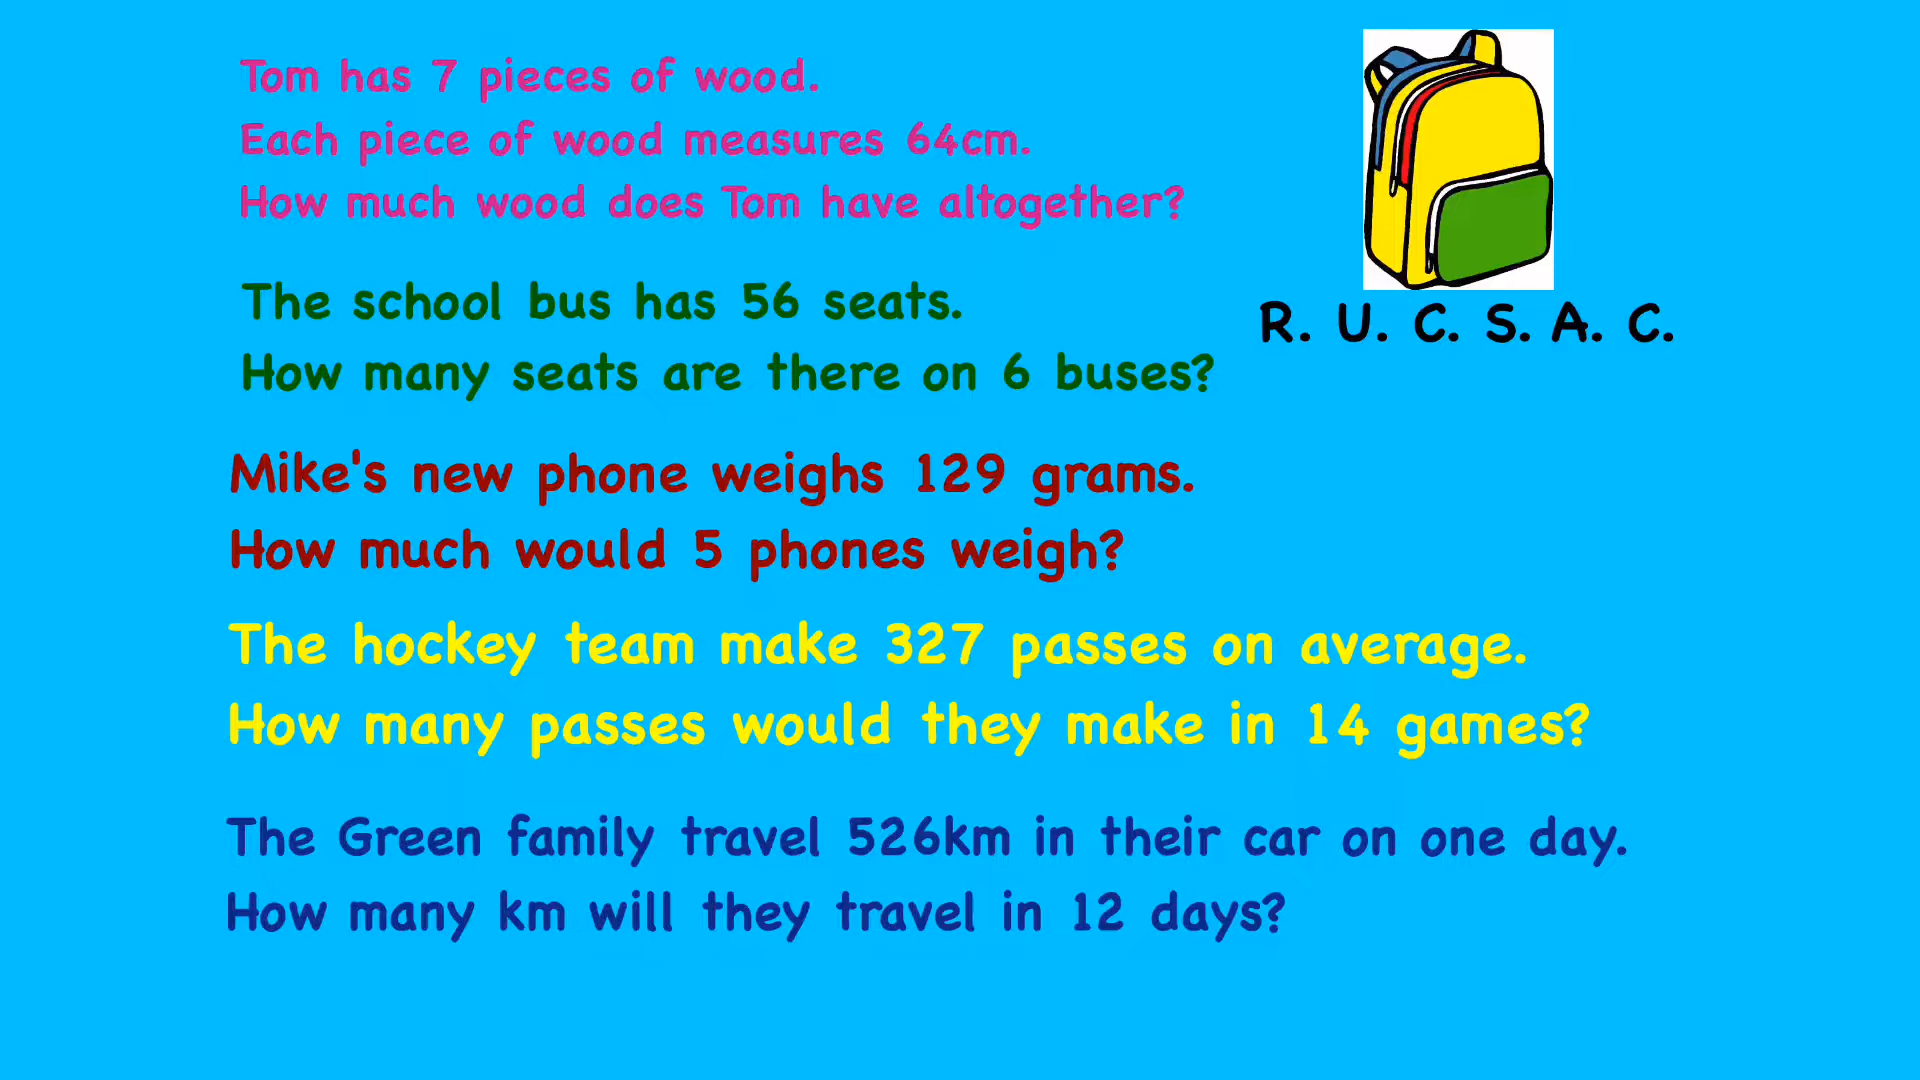 Tom has 7 pieces of wood.
Each piece of wood measures 64cm.
How much wood does Tom have altogether?
R. U. C. S. A. C.
The school bus has 56 seats.
How many seats are there on 6 buses?
Mike's new phone weighs 129 grams.
How much would 5 phones weigh?
The hockey team make 327 passes on average.
How many passes would they make in 14 games?
The Green family travel 526km in their car on one day.
How many km will they travel in 12 days?